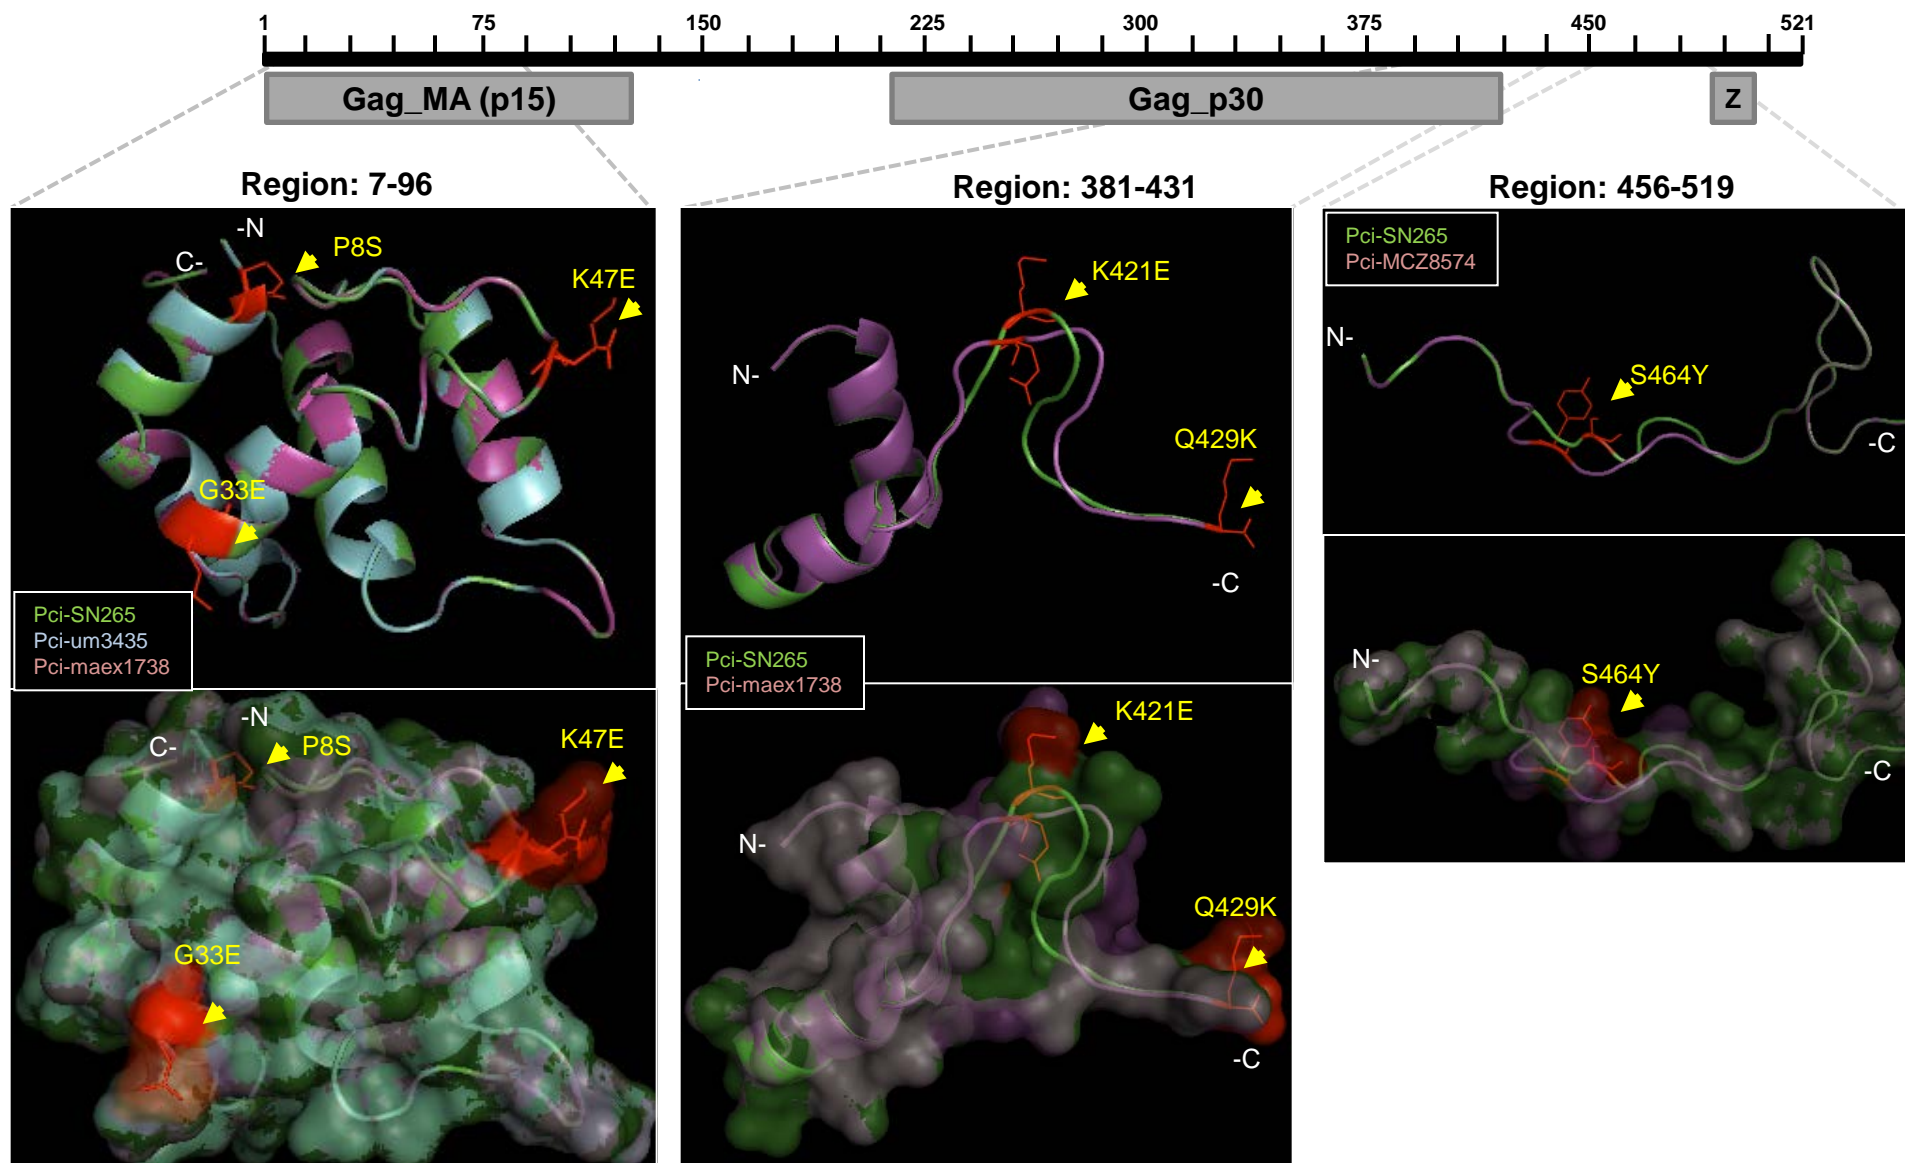 1 75 150 225 300 375 450 521
Gag_MA (p15) Gag_p30 Z
Region: 7-96
-N
C-
P8S
K47E
G33E
Pci-SN265
Pci-um3435
Pci-maex1738
-N
C-
P8S
K47E
G33E
Region: 381-431
K421E
N-
Q429K
-C
Pci-SN265
Pci-maex1738
K421E
N-
Q429K
-C
Region: 456-519
Pci-SN265
Pci-MCZ8574
N-
S464Y
-C
N-
S464Y
-C